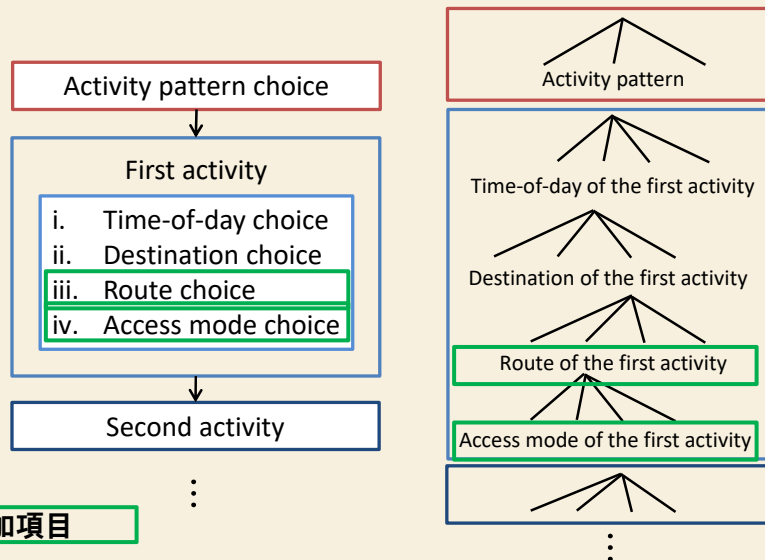 Activity pattern choice
First activity
i. Time-of-day choice
ii. Destination choice
iii. Route choice
iv. Access mode choice
Second activity
⋮
加項目
Activity pattern
Time-of-day of the first activity
Destination of the first activity
Route of the first activity
Access mode of the first activity
⋮